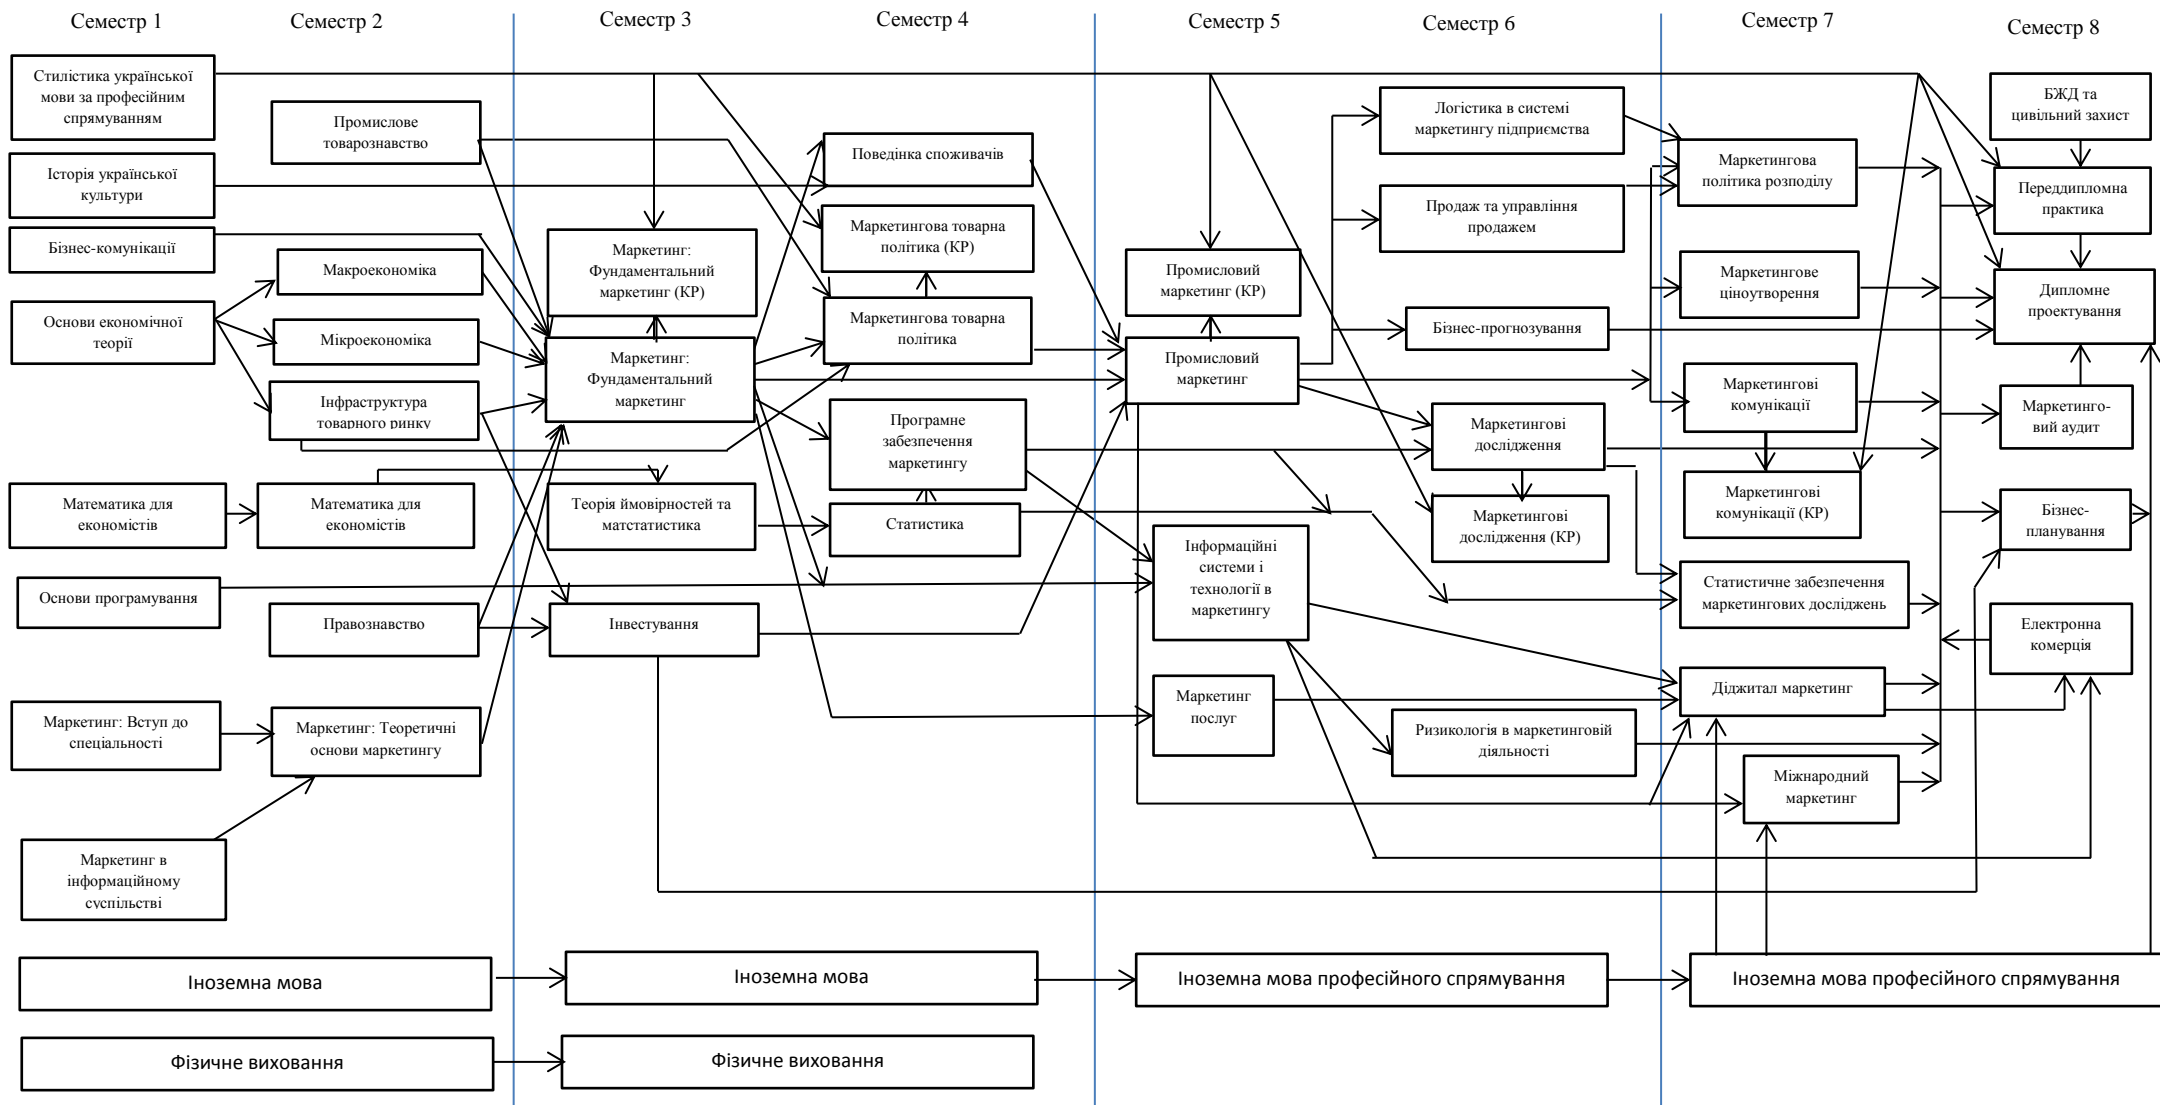 Семестр 1
Семестр 2
Семестр 3
Семестр 4
Семестр 5
Семестр 6
Семестр 7
Семестр 8
Стилістика української
мови за професійним
спрямуванням
Історія української
культури
Бізнес-комунікації
Основи економічної
теорії
Математика для
економістів
Основи програмування
Маркетинг: Вступ до
спеціальності
Маркетинг в
інформаційному
суспільстві
Промислове
товарознавство
Макроекономіка
Мікроекономіка
Інфраструктура
товарного ринку
Математика для
економістів
Правознавство
Маркетинг: Теоретичні
основи маркетингу
Маркетинг:
Фундаментальний
маркетинг (КР)
Маркетинг:
Фундаментальний
маркетинг
Теорія ймовірностей та
матстатистика
Інвестування
Поведінка споживачів
Маркетингова товарна
політика (КР)
Маркетингова товарна
політика
Програмне
забезпечення
маркетингу
Статистика
Промисловий
маркетинг (КР)
Промисловий
маркетинг
Інформаційні
системи і
технології в
маркетингу
Маркетинг
послуг
Логістика в системі
маркетингу підприємства
Продаж та управління
продажем
Бізнес-прогнозування
Маркетингові
дослідження
Маркетингові
дослідження (КР)
Ризикологія в маркетинговій
діяльності
Маркетингова
політика розподілу
Маркетингове
ціноутворення
Маркетингові
комунікації
Маркетингові
комунікації (КР)
Статистичне забезпечення
маркетингових досліджень
Діджитал маркетинг
Міжнародний
маркетинг
БЖД та
цивільний захист
Переддипломна
практика
Дипломне
проектування
Маркетинго-
вий аудит
Бізнес-
планування
Електронна
комерція
Іноземна мова
Іноземна мова
Іноземна мова професійного спрямування
Іноземна мова професійного спрямування
Фізичне виховання
Фізичне виховання